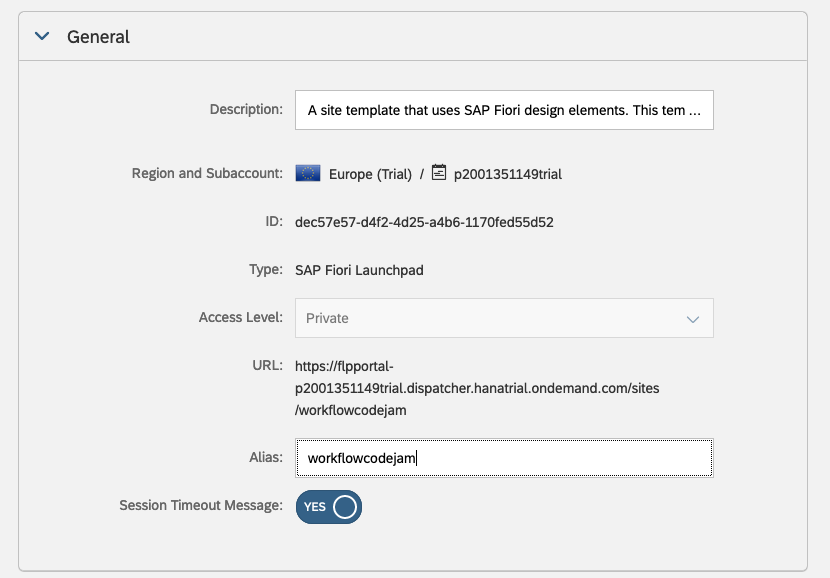 General
Description: A site template that uses SAP Fiori design elements. This tem ...
Region and Subaccount: Europe (Trial) / p2001351149trial
ID: dec57e57-d4f2-4d25-a4b6-1170fed55d52
Type: SAP Fiori Launchpad
Access Level: Private
URL: https://flpportal-
p2001351149trial.dispatcher.hanatrial.ondemand.com/sites
/workflowcodejam
Alias: workflowcodejam
Session Timeout Message: YES